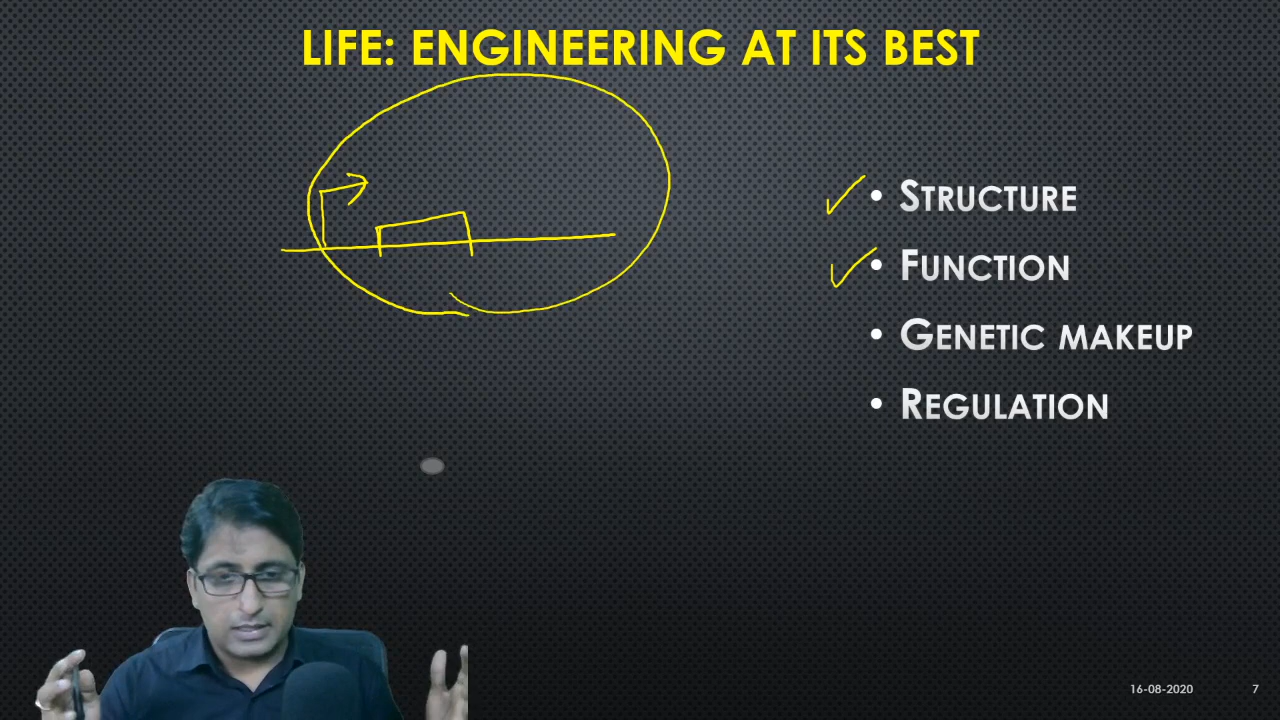 LIFE: ENGINEERING AT ITS BEST
• STRUCTURE
• FUNCTION
• GENETIC MAKEUP
• REGULATION
16-08-2020 7